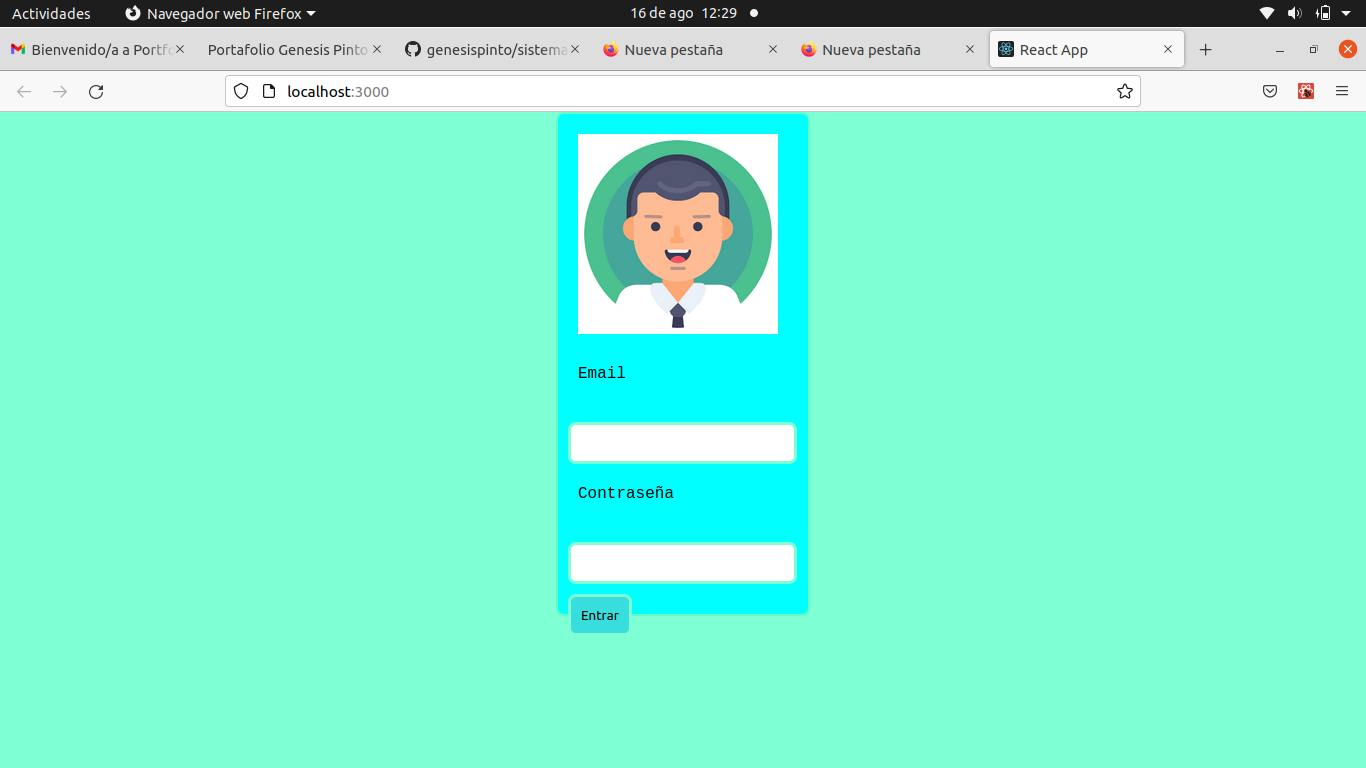 Actividades Navegador web Firefox 16 de ago 12:29
Bienvenido/a a Portfo Portafolio Genesis Pinto genesispinto/sistema Nueva pestaña Nueva pestaña React App
localhost:3000
Email
Contraseña
Entrar